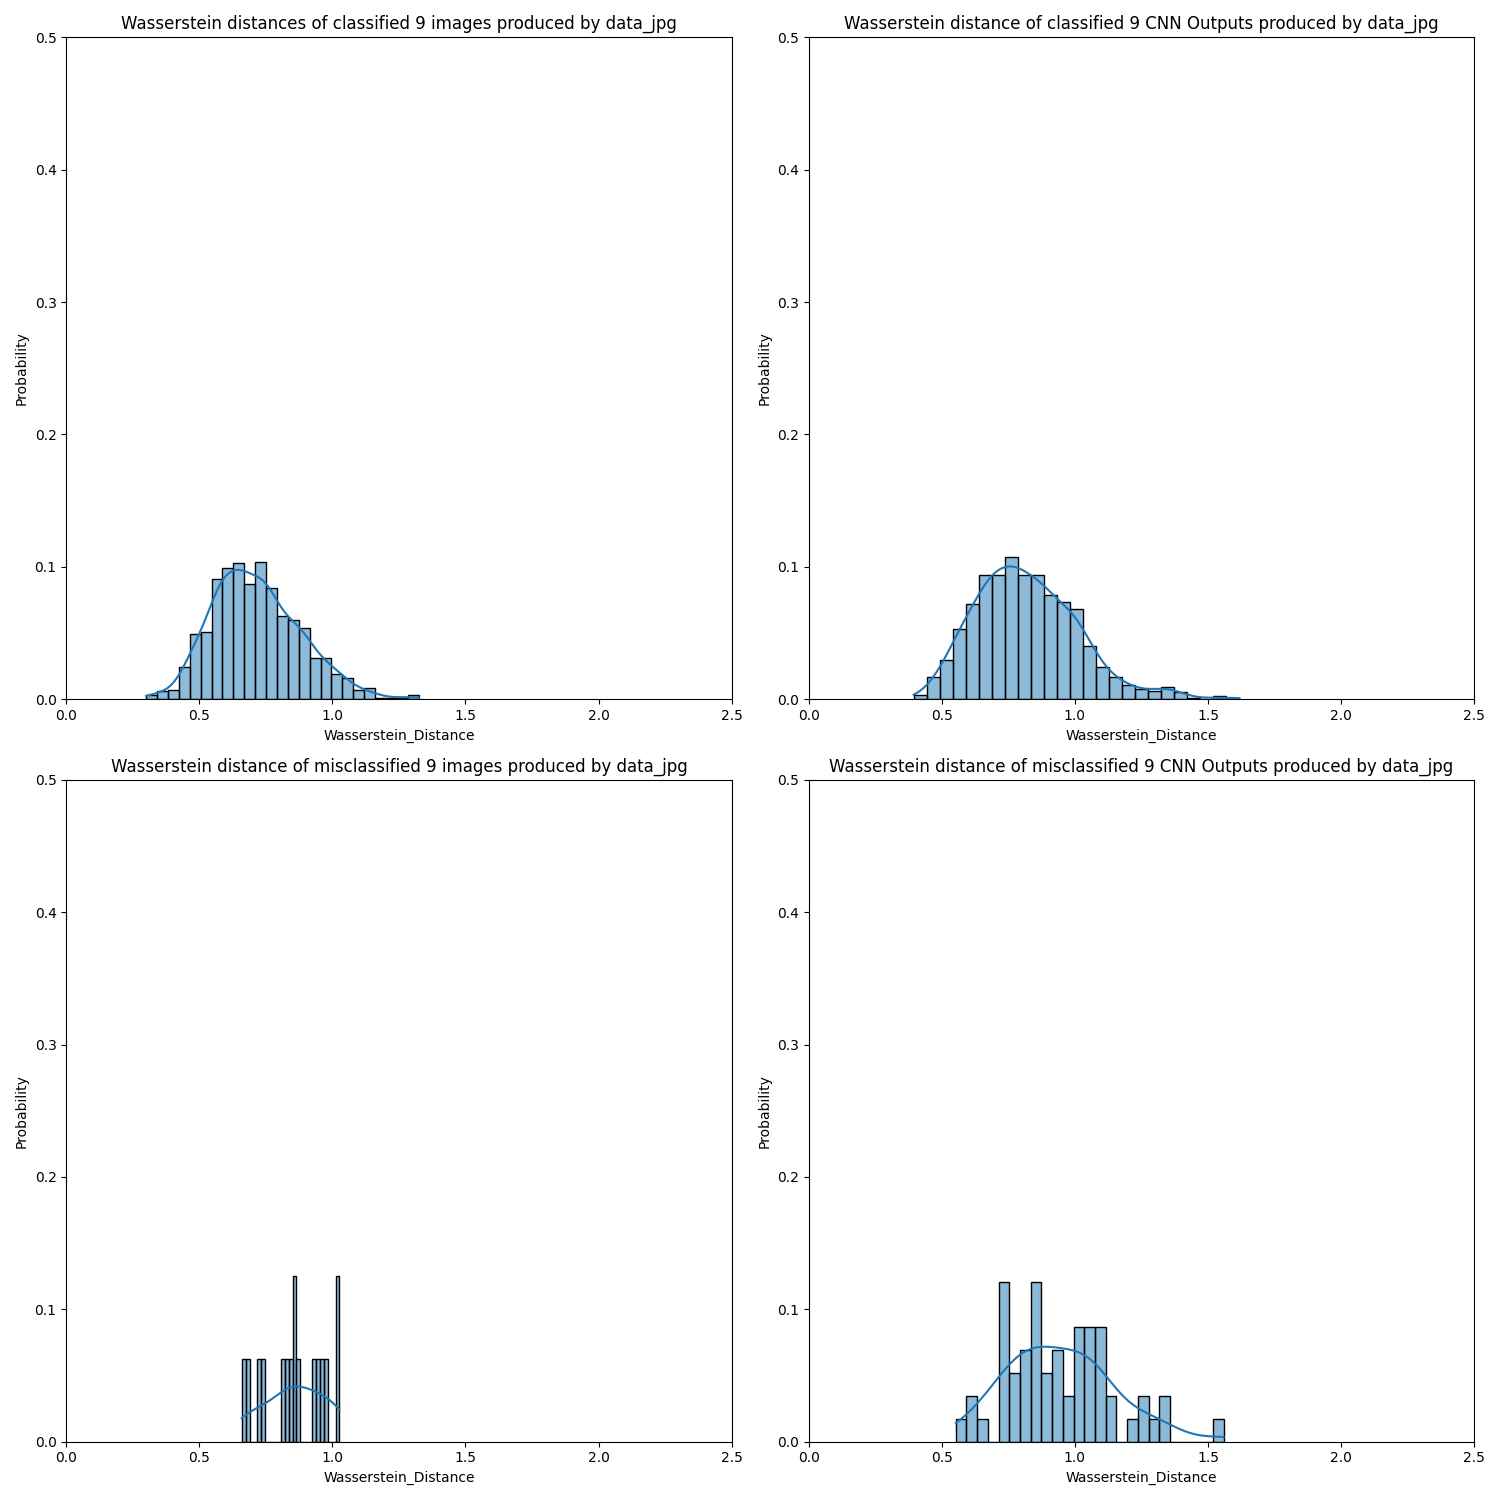 Wasserstein distances of classified 9 images produced by data_jpg
0.5
0.4
0.3
0.2
0.1
0.0
Probability
0.0 0.5 1.0 1.5 2.0 2.5
Wasserstein_Distance
Wasserstein distance of classified 9 CNN Outputs produced by data_jpg
0.5
0.4
0.3
0.2
0.1
0.0
Probability
0.0 0.5 1.0 1.5 2.0 2.5
Wasserstein_Distance
Wasserstein distance of misclassified 9 images produced by data_jpg
0.5
0.4
0.3
0.2
0.1
0.0
Probability
0.0 0.5 1.0 1.5 2.0 2.5
Wasserstein_Distance
Wasserstein distance of misclassified 9 CNN Outputs produced by data_jpg
0.5
0.4
0.3
0.2
0.1
0.0
Probability
0.0 0.5 1.0 1.5 2.0 2.5
Wasserstein_Distance